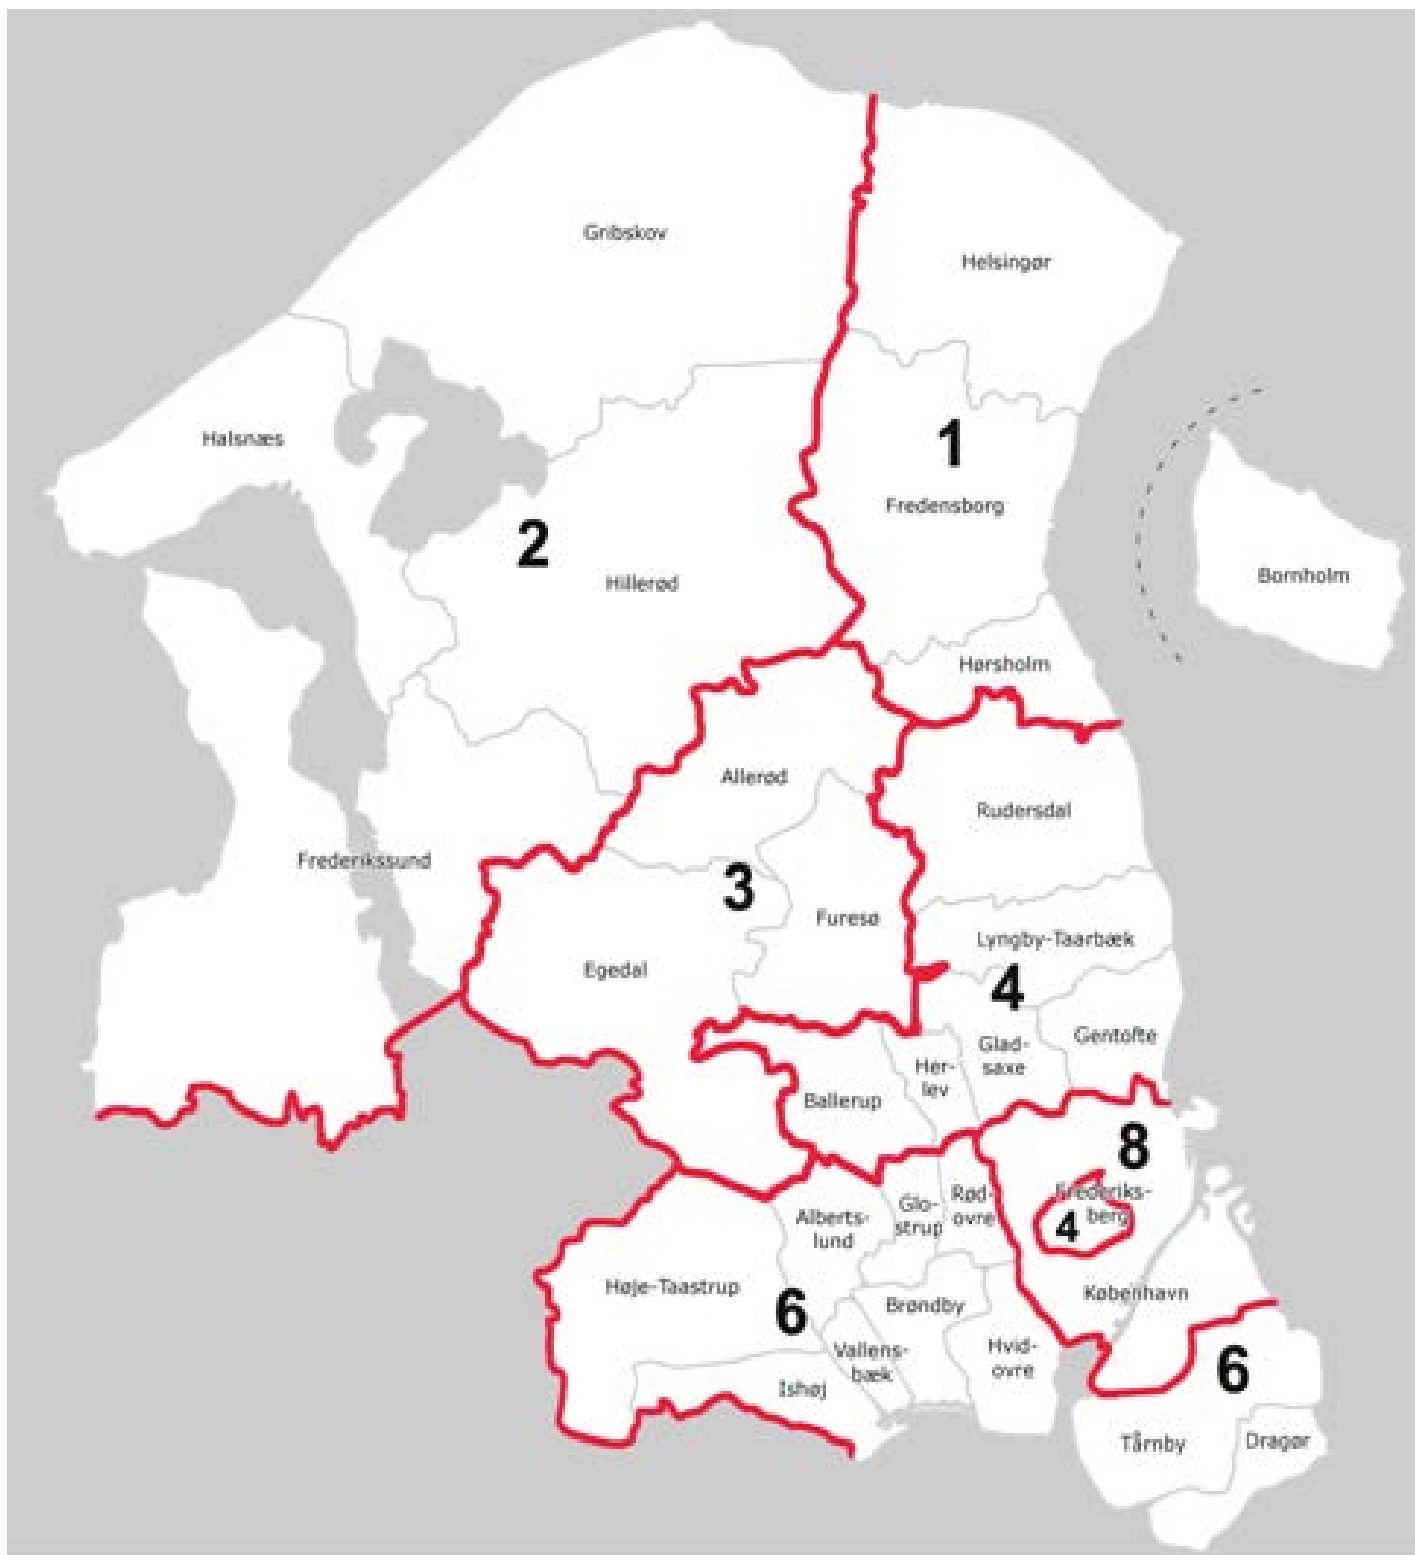 Gribskov
Helsingør
Halsnæs
1
Fredensborg
2
Hillerød
Bornholm
Hørsholm
Allerød
Rudersdal
Frederikssund
3
Furesø
Lyngby-Taarbæk
Egedal
4
Gentofte
Glad-
saxe
Her-
lev
Ballerup
8
Frederiks-
berg
4
Rød-
ovre
Glo-
strup
Alberts-
lund
Høje-Taastrup
6
København
Brøndby
Vallens-
bæk
Hvid-
ovre
Ishøj
6
Tårnby
Dragør